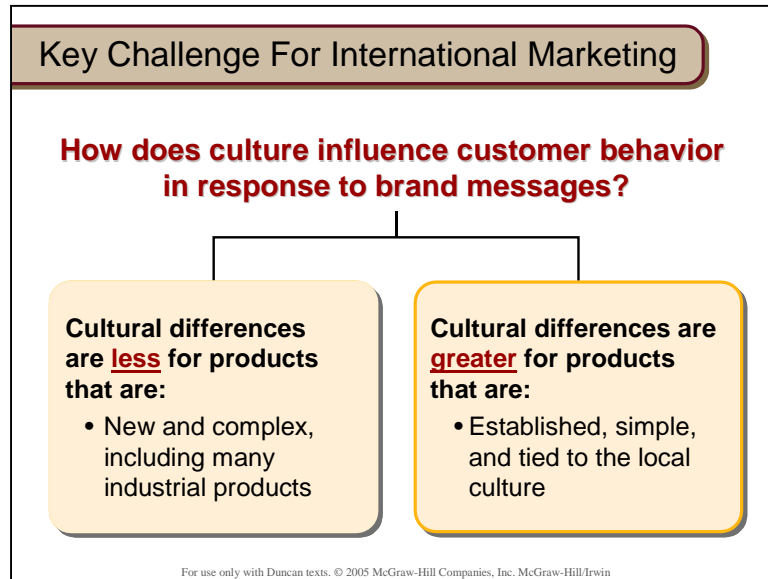 Key Challenge For International Marketing
How does culture influence customer behavior
in response to brand messages?
Cultural differences
are less for products
that are:
• New and complex,
including many
industrial products
Cultural differences are
greater for products
that are:
• Established, simple,
and tied to the local
culture
For use only with Duncan texts. © 2005 McGraw-Hill Companies, Inc. McGraw-Hill/Irwin